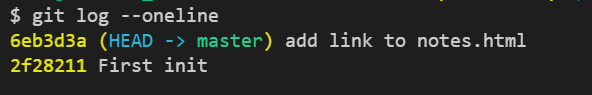 $ git log --oneline
6eb3d3a (HEAD -> master) add link to notes.html
2f28211 First init